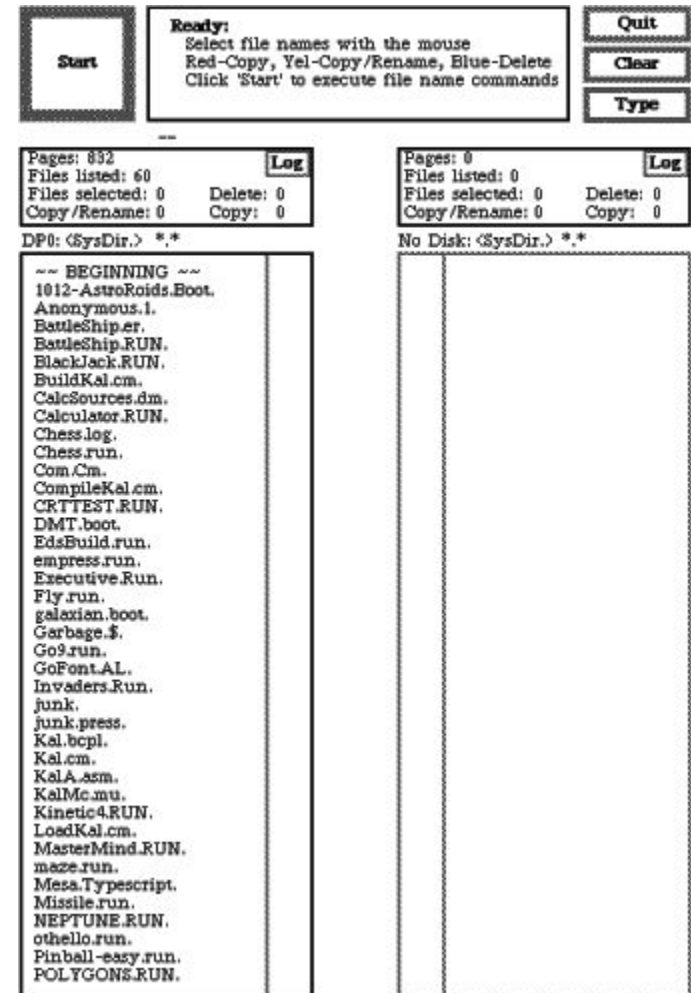 Start
Ready:
Select file names with the mouse
Red-Copy, Yel-Copy/Rename, Blue-Delete
Click 'Start' to execute file name commands
Quit
Clear
Type
--
Pages: 832
Log
Files listed: 60
Files selected: 0 Delete: 0
Copy/Rename: 0 Copy: 0
DP0: <SysDir.> *.*
Pages: 0
Log
Files listed: 0
Files selected: 0 Delete: 0
Copy/Rename: 0 Copy: 0
No Disk: <SysDir.> *.*
~~ BEGINNING ~~
1012-AstroRoids.Boot.
Anonymous.1.
BattleShip.er.
BattleShip.RUN.
BlackJack.RUN.
BuildKal.cm.
CalcSources.dm.
Calculator.RUN.
Chess.log.
Chess.run.
Com.Cm.
CompileKal.cm.
CRTTEST.RUN.
DMT.boot.
EdsBuild.run.
empress.run.
Executive.Run.
Fly.run.
galaxian.boot.
Garbage.$.
Go9.run.
GoFont.AL.
Invaders.Run.
junk.
junk.press.
Kal.bcpl.
Kal.cm.
KalA.asm.
KalMc.mu.
Kinetic4.RUN.
LoadKal.cm.
MasterMind.RUN.
maze.run.
Mesa.Typescript.
Missile.run.
NEPTUNE.RUN.
othello.run.
Pinball-easy.run.
POLYGONS.RUN.